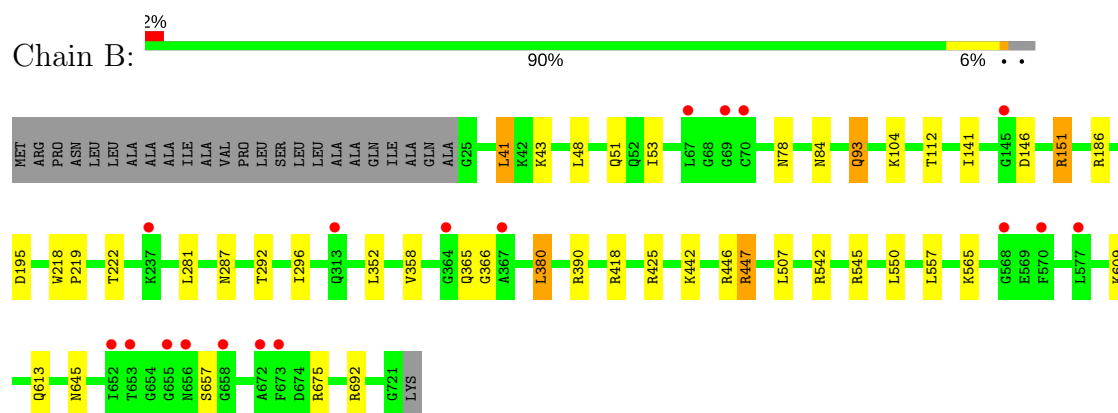 2%
Chain B:
90% 6% • •
MET ARG PRO ASN LEU LEU ALA ALA ALA ILE ALA VAL PRO LEU SER LEU LEU ALA ALA GLN ILE ALA GLN ALA G25 L41 K42 K43 L48 Q51 Q52 I53 L67 G68 G69 C70 N78 N84 Q93 K104 T112 I141 G145 D146 R151 R186
D195 W218 P219 T222 K237 L281 N287 T292 I296 Q313 L352 V358 G364 Q365 G366 A367 L380 R390 R418 R425 K442 R446 R447 L507 R542 R545 L550 L557 K565 G568 E569 F570 L577 K609
Q613 N645 I652 T653 G654 G655 N656 S657 G658 A672 F673 D674 R675 R692 G721 LYS